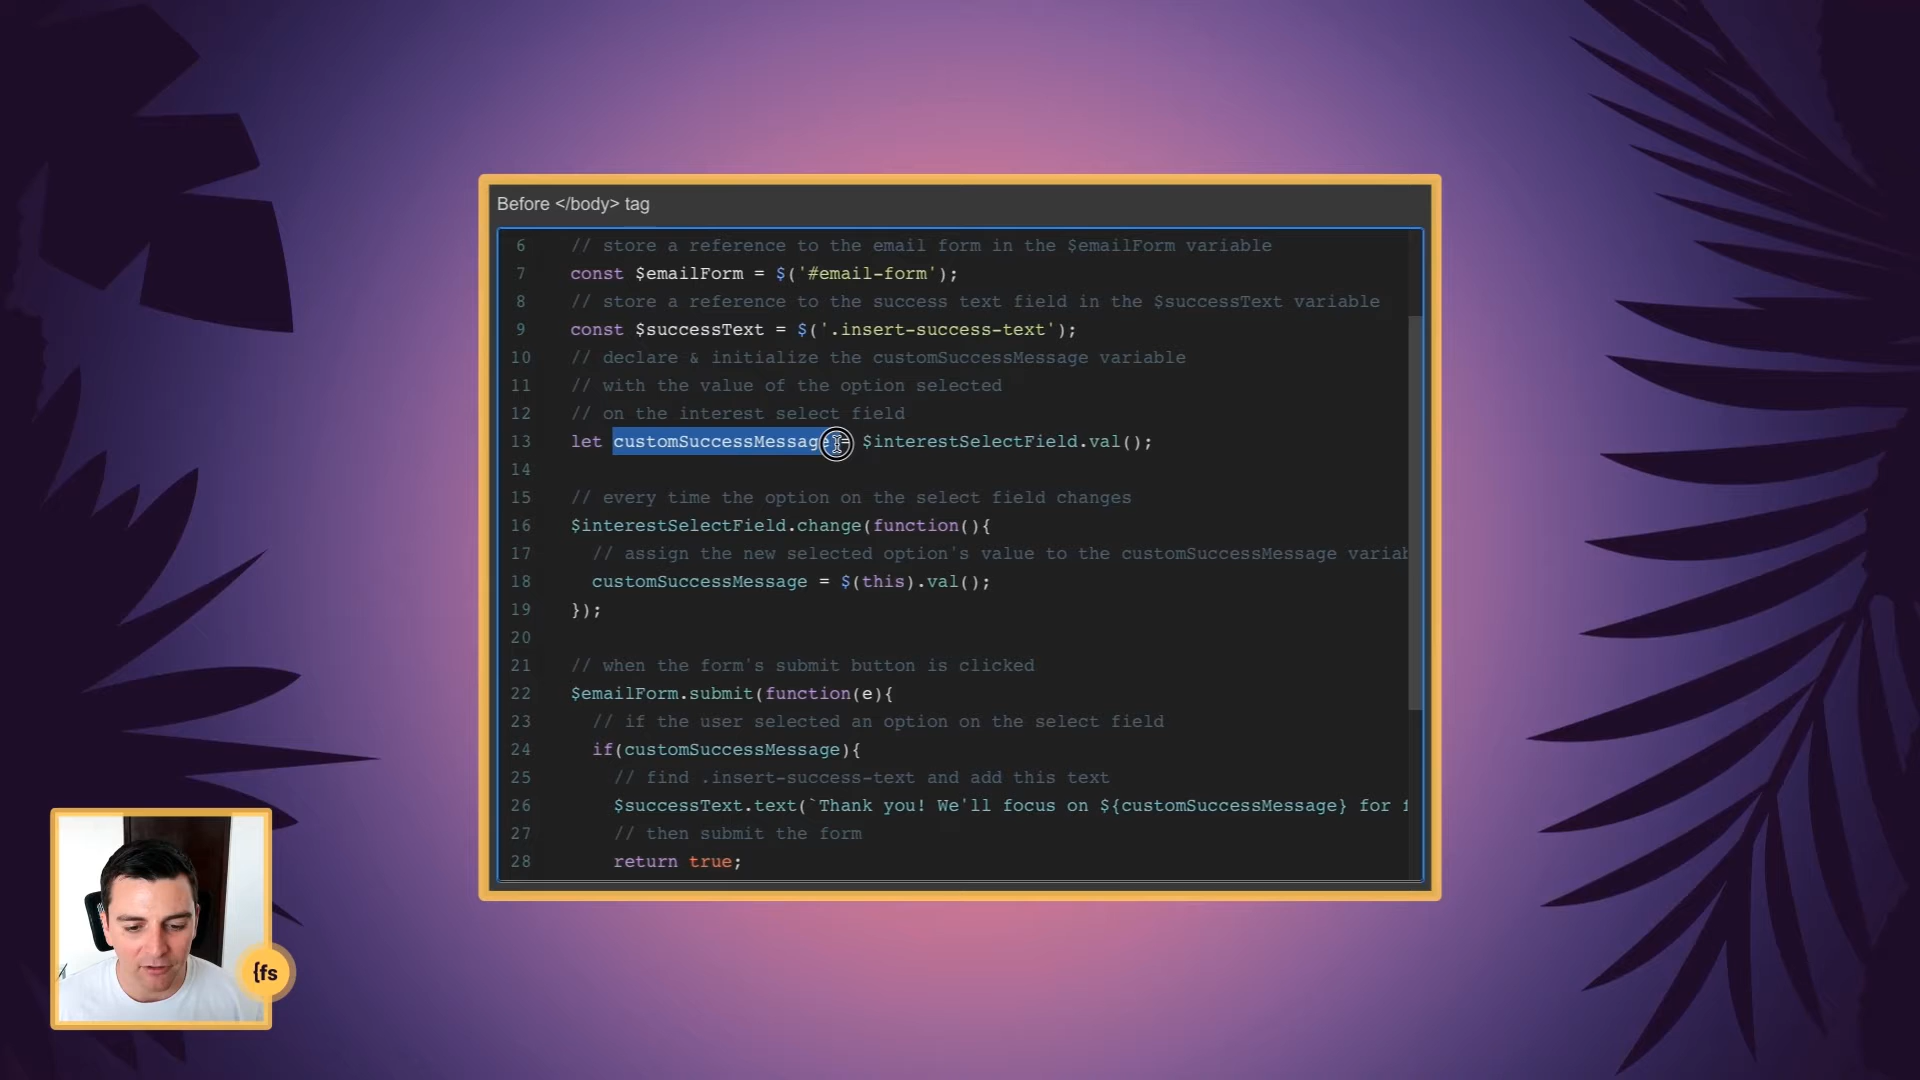 Before </body> tag
6 // store a reference to the email form in the $emailForm variable
7 const $emailForm = $('#email-form');
8 // store a reference to the success text field in the $successText variable
9 const $successText = $('.insert-success-text');
10 // declare & initialize the customSuccessMessage variable
11 // with the value of the option selected
12 // on the interest select field
13 let customSuccessMessage = $interestSelectField.val();
14
15 // every time the option on the select field changes
16 $interestSelectField.change(function(){
17 // assign the new selected option's value to the customSuccessMessage variab
18 customSuccessMessage = $(this).val();
19 });
20
21 // when the form's submit button is clicked
22 $emailForm.submit(function(e){
23 // if the user selected an option on the select field
24 if(customSuccessMessage){
25 // find .insert-success-text and add this text
26 $successText.text(`Thank you! We'll focus on ${customSuccessMessage} for f
27 // then submit the form
28 return true;
{fs